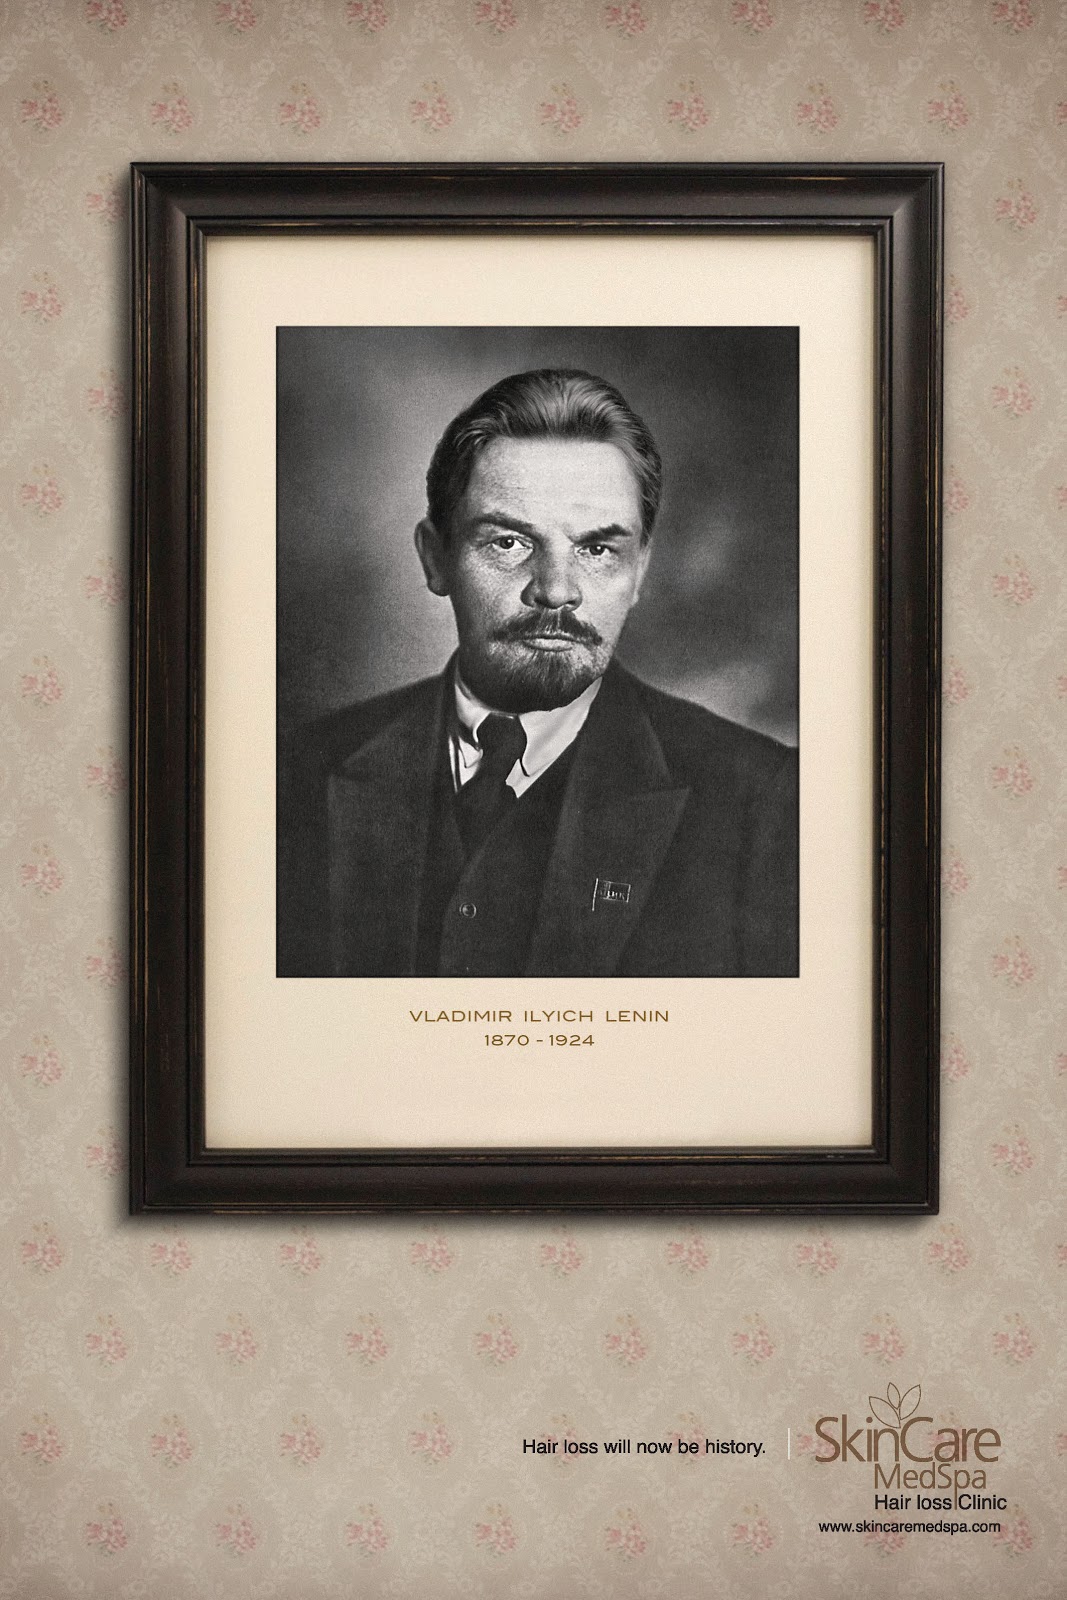 VLADIMIR ILYICH LENIN
1870 - 1924
Hair loss will now be history.
SkinCare
MedSpa
Hair loss Clinic
www.skincaremedspa.com